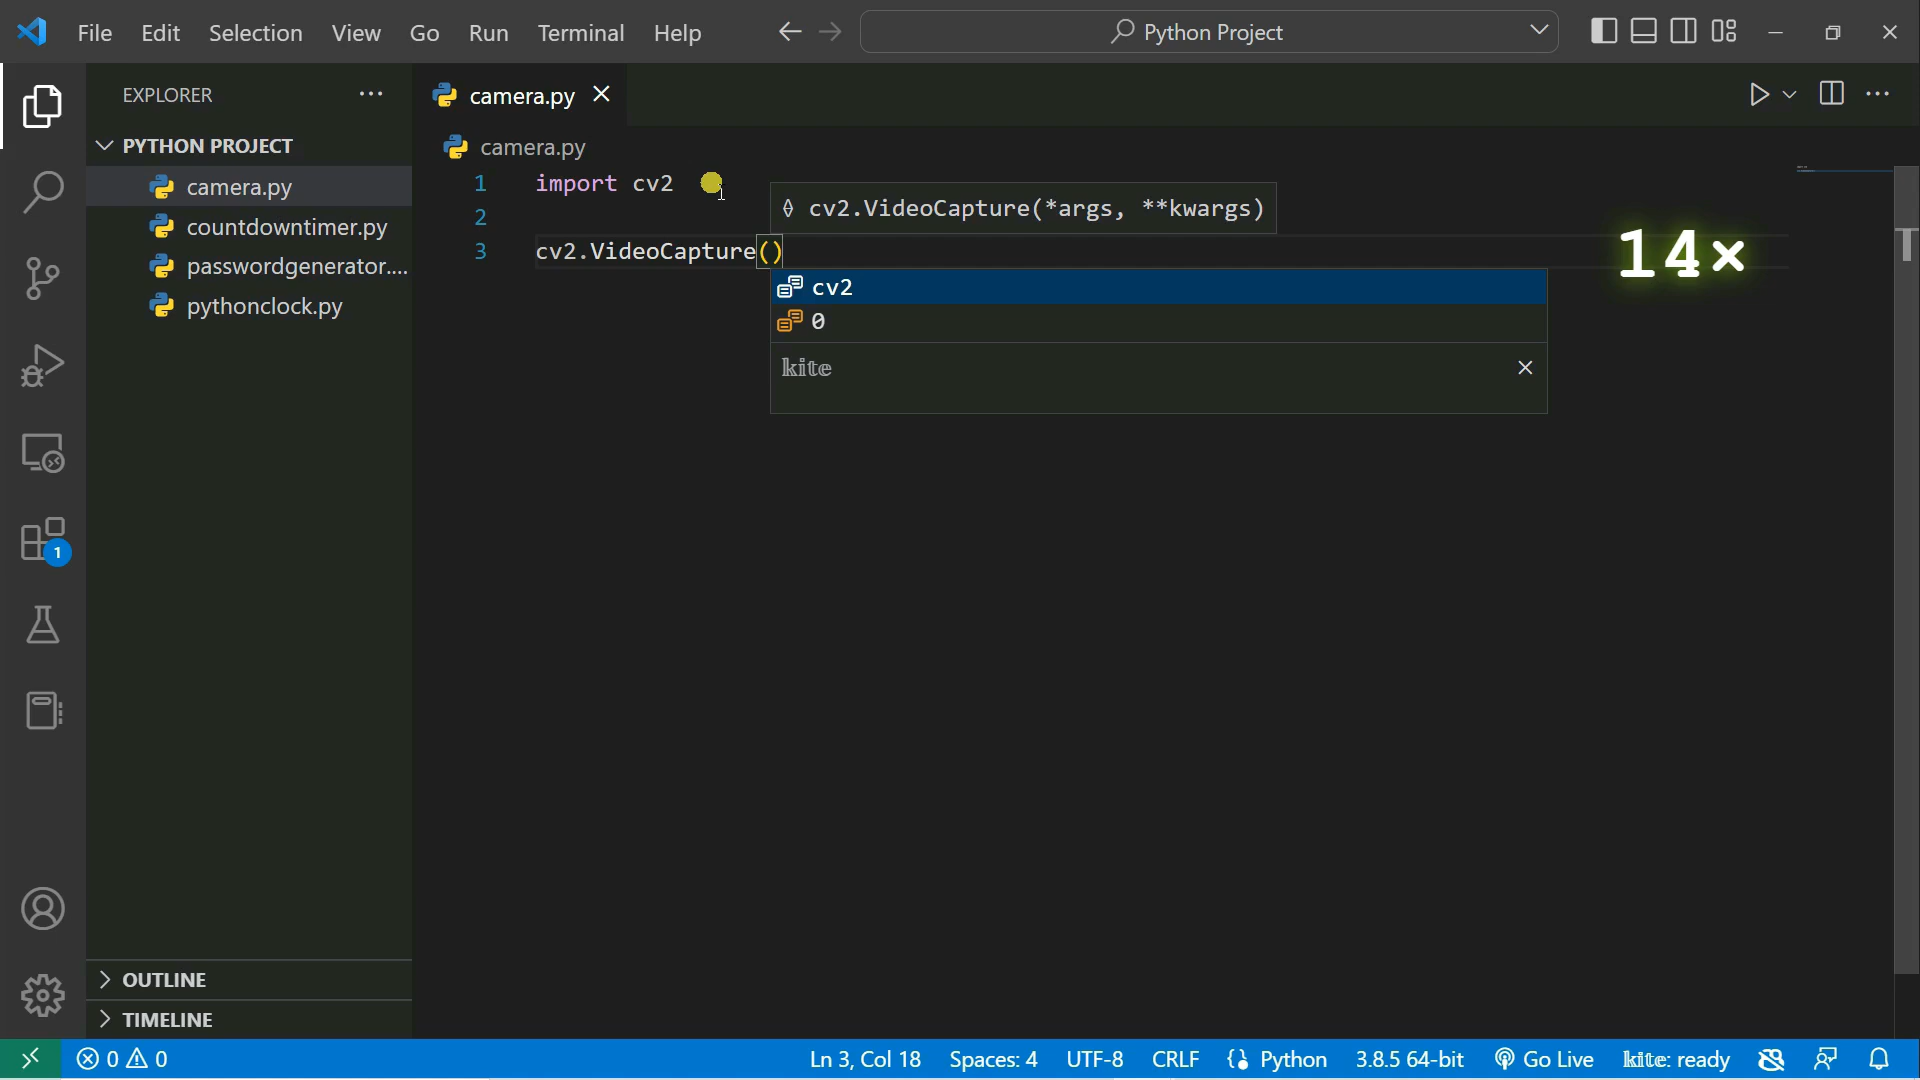 File Edit Selection View Go Run Terminal Help
Python Project
EXPLORER
PYTHON PROJECT
camera.py
countdowntimer.py
passwordgenerator....
pythonclock.py
OUTLINE
TIMELINE
1
camera.py
camera.py
1 import cv2
2
3 cv2.VideoCapture()
cv2.VideoCapture(*args, **kwargs)
cv2
0
kite
14×
0 0
Ln 3, Col 18 Spaces: 4 UTF-8 CRLF {} Python 3.8.5 64-bit Go Live kite: ready